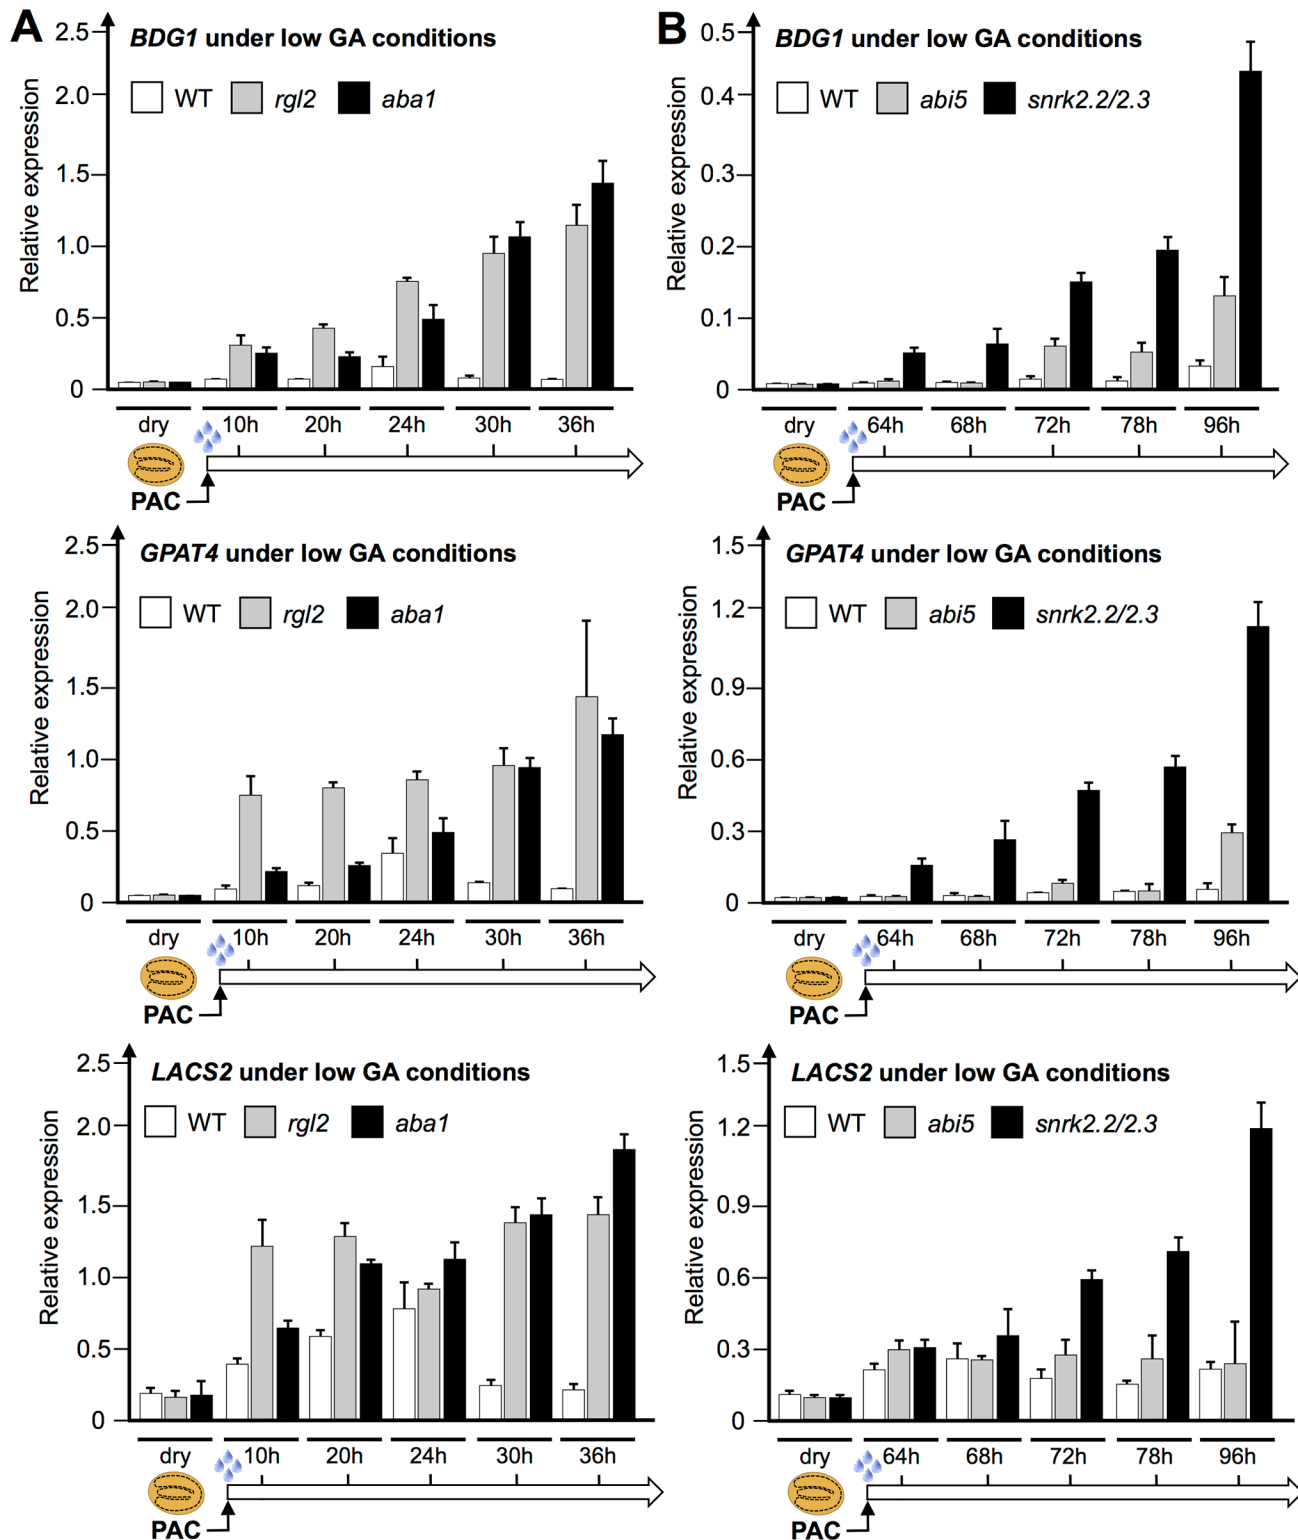 A
BDG1 under low GA conditions
WT rgl2 aba1
Relative expression
2.5
2.0
1.5
1.0
0.5
0
dry 10h 20h 24h 30h 36h
PAC
B
BDG1 under low GA conditions
WT abi5 snrk2.2/2.3
Relative expression
0.5
0.4
0.3
0.2
0.1
0
dry 64h 68h 72h 78h 96h
PAC
GPAT4 under low GA conditions
WT rgl2 aba1
Relative expression
2.5
2.0
1.5
1.0
0.5
0
dry 10h 20h 24h 30h 36h
PAC
GPAT4 under low GA conditions
WT abi5 snrk2.2/2.3
Relative expression
1.5
1.2
0.9
0.6
0.3
0
dry 64h 68h 72h 78h 96h
PAC
LACS2 under low GA conditions
WT rgl2 aba1
Relative expression
2.5
2.0
1.5
1.0
0.5
0
dry 10h 20h 24h 30h 36h
PAC
LACS2 under low GA conditions
WT abi5 snrk2.2/2.3
Relative expression
1.5
1.2
0.9
0.6
0.3
0
dry 64h 68h 72h 78h 96h
PAC